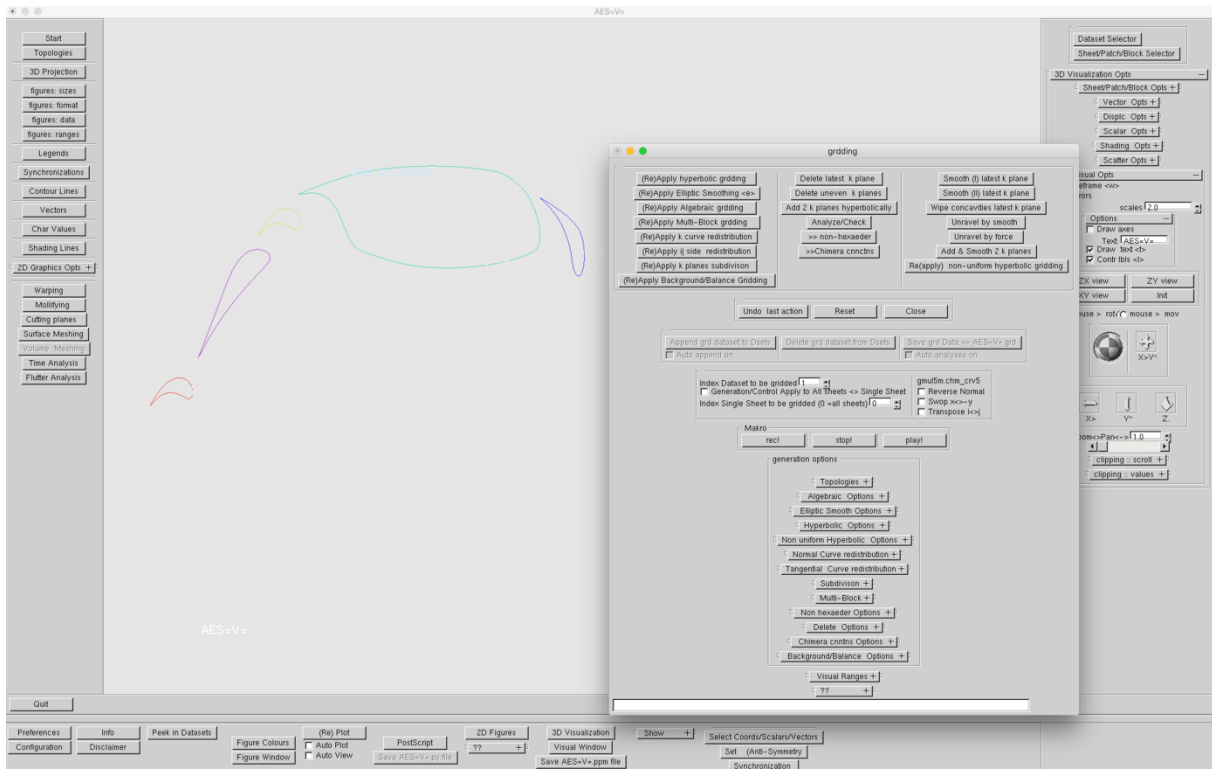 AES=V=
Start
Topologies
3D Projection
figures: sizes
figures: format
figures: data
figures: ranges
Legends
Synchronizations
Contour Lines
Vectors
Char Values
Shading Lines
2D Graphics Opts +
Warping
Mollifying
Cutting planes
Surface Meshing
Volume Meshing
Time Analysis
Flutter Analysis
Quit
AES=V=
Dataset Selector
Sheet/Patch/Block Selector
3D Visualization Opts −
Sheet/Patch/Block Opts +
Vector Opts +
Displc Opts +
Scalar Opts +
Shading Opts +
Scatter Opts +
sual Opts −
eframe <w>
rors
scales 2.0
Options −
Draw axes
Text: AES=V=
Draw text <t>
Contr lbls <l>
ZX view ZY view
XY view Init
use > rot/ mouse > mov
X>Y^
X> Y^ Z.
om<>Pan<-> 1.0
clipping :: scroll +
clipping :: values +
grdding
(Re)Apply hyperbolic grdding Delete latest k plane Smooth (I) latest k plane
(Re)Apply Elliptic Smoothing <e> Delete uneven k planes Smooth (II) latest k plane
(Re)Apply Algebraic grdding Add 2 k planes hyperbolically Wipe concavities latest k plane
(Re)Apply Multi-Block grdding Analyze/Check Unravel by smooth
(Re)Apply k curve redistribution >> non-hexaeder Unravel by force
(Re)Apply ij side redistribution >>Chimera cnnctns Add & Smooth 2 k planes
(Re)Apply k planes subdivison Re(apply) non-uniform hyperbolic gridding
(Re)Apply Background/Balance Gridding
Undo last action Reset Close
Append grd dataset to Dsets Delete grd dataset from Dsets Save grd Data => AES=V= grd
Auto append on Auto analyses on
Index Dataset to be gridded 1 gmul5m.chm_crv5
Generation/Control Apply to All sheets <> Single Sheet Reverse Normal
Index Single Sheet to be gridded (0 =all sheets) 0 Swop x<>-y
Transpose i<>j
Makro
rec! stop! play!
generation options
Topologies +
Algebraic Options +
Elliptic Smooth Options +
Hyperbolic Options +
Non uniform Hyperbolic Options +
Normal Curve redistribution +
Tangential Curve redistribution +
Subdivison +
Multi-Block +
Non hexaeder Options +
Delete Options +
Chimera cnntns Options +
Background/Balance Options +
Visual Ranges +
?? +
Preferences Info Peek in Datasets (Re) Plot 2D Figures 3D Visualization Show + Select Coords/Scalars/Vectors
Configuration Disclaimer Figure Colours Auto Plot PostScript ?? + Visual Window Set (Anti-Symmetry
Figure Window Auto View Save AES=V= ps file Save AES=V= ppm file Synchronization